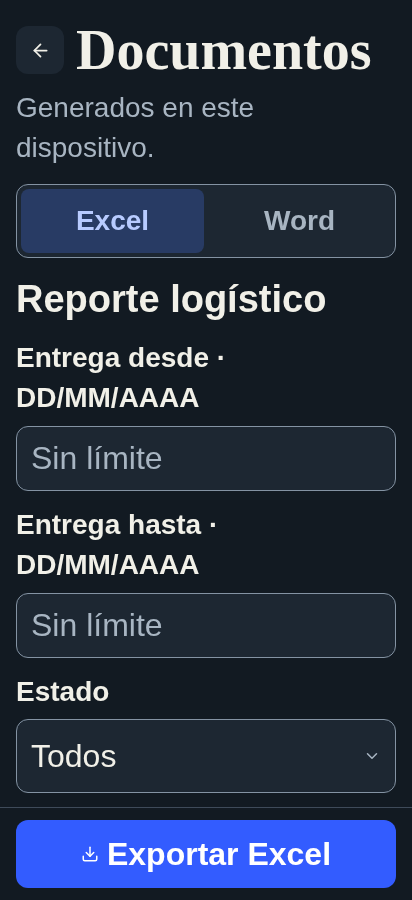 Documentos
Generados en este
dispositivo.
Excel
Word
Reporte logístico
Entrega desde ·
DD/MM/AAAA
Sin límite
Entrega hasta ·
DD/MM/AAAA
Sin límite
Estado
Todos
Exportar Excel